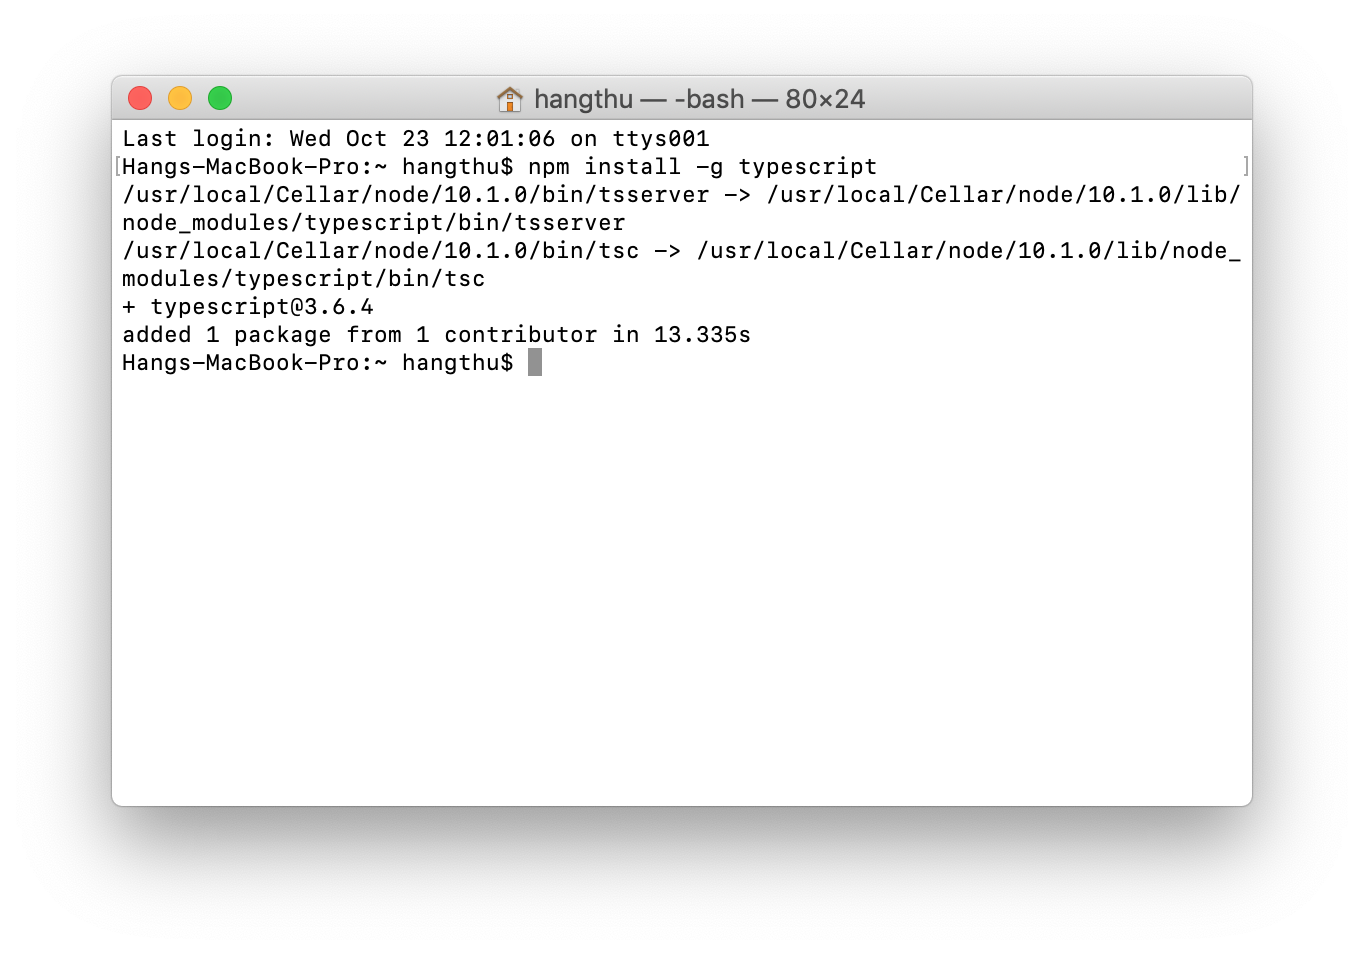 hangthu — -bash — 80×24
Last login: Wed Oct 23 12:01:06 on ttys001
[Hangs-MacBook-Pro:~ hangthu$ npm install -g typescript ]
/usr/local/Cellar/node/10.1.0/bin/tsserver -> /usr/local/Cellar/node/10.1.0/lib/
node_modules/typescript/bin/tsserver
/usr/local/Cellar/node/10.1.0/bin/tsc -> /usr/local/Cellar/node/10.1.0/lib/node_
modules/typescript/bin/tsc
+ typescript@3.6.4
added 1 package from 1 contributor in 13.335s
Hangs-MacBook-Pro:~ hangthu$